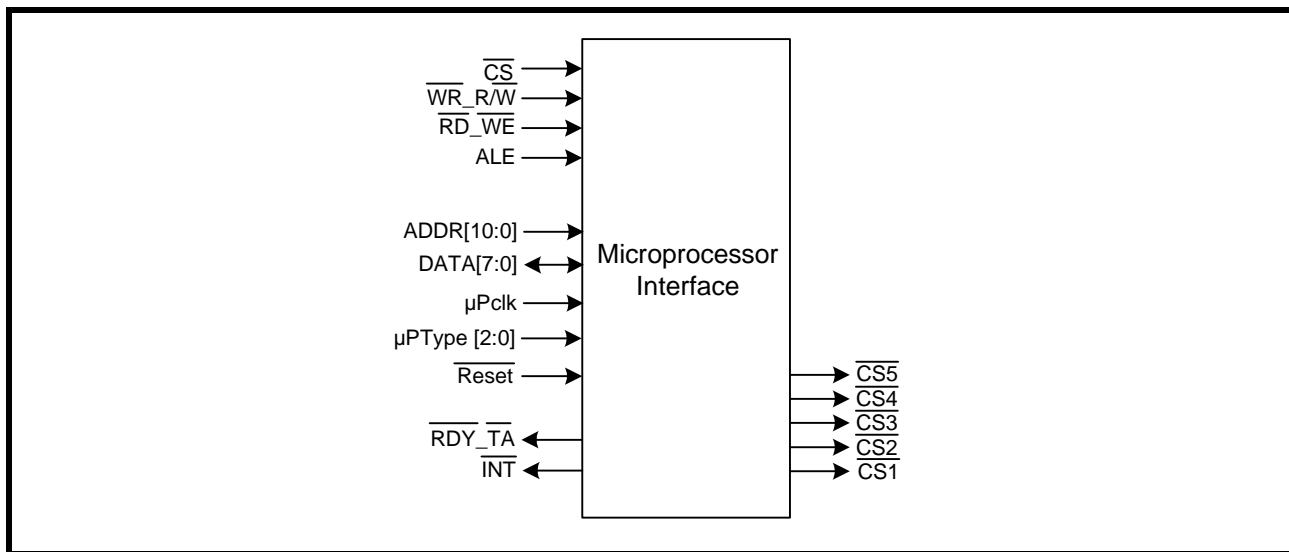 CS
WR_R/W
RD_WE
ALE
ADDR[10:0]
DATA[7:0]
µPclk
µPType [2:0]
Reset
RDY_TA
INT
Microprocessor
Interface
CS5
CS4
CS3
CS2
CS1